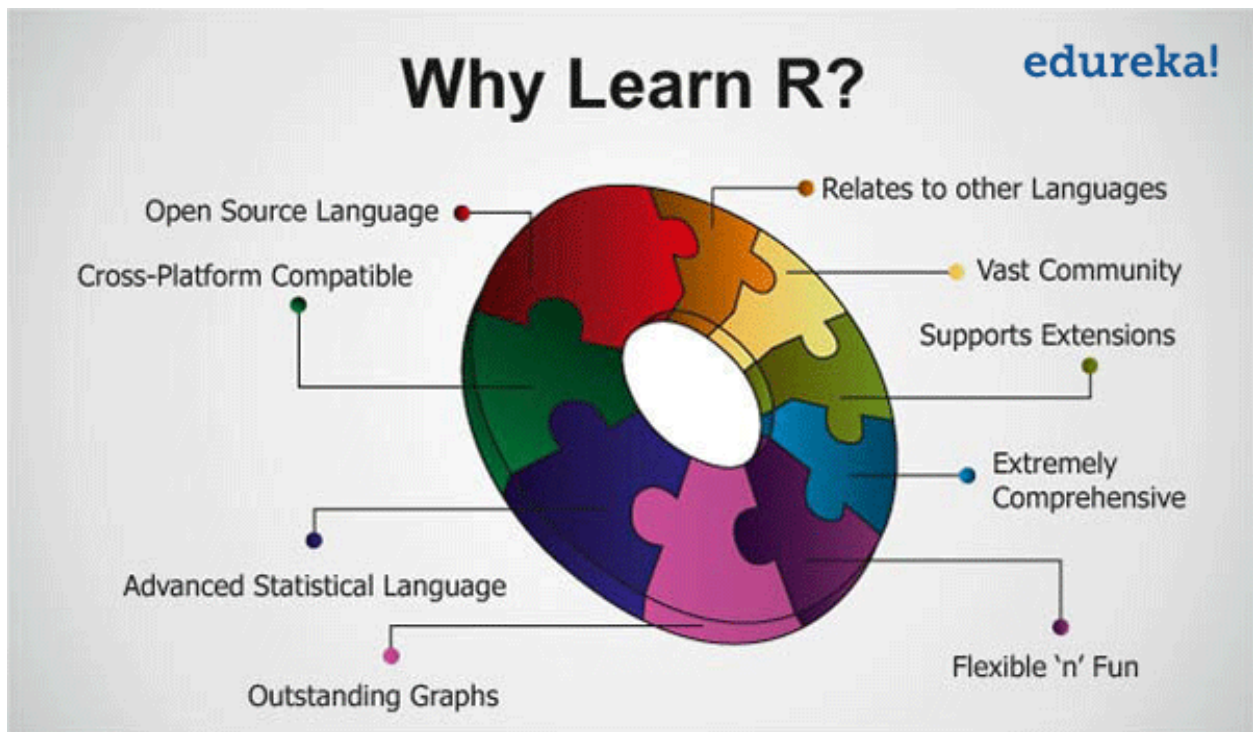 Why Learn R?
edureka!
Open Source Language
Relates to other Languages
Cross-Platform Compatible
Vast Community
Supports Extensions
Extremely
Comprehensive
Advanced Statistical Language
Flexible ‘n’ Fun
Outstanding Graphs